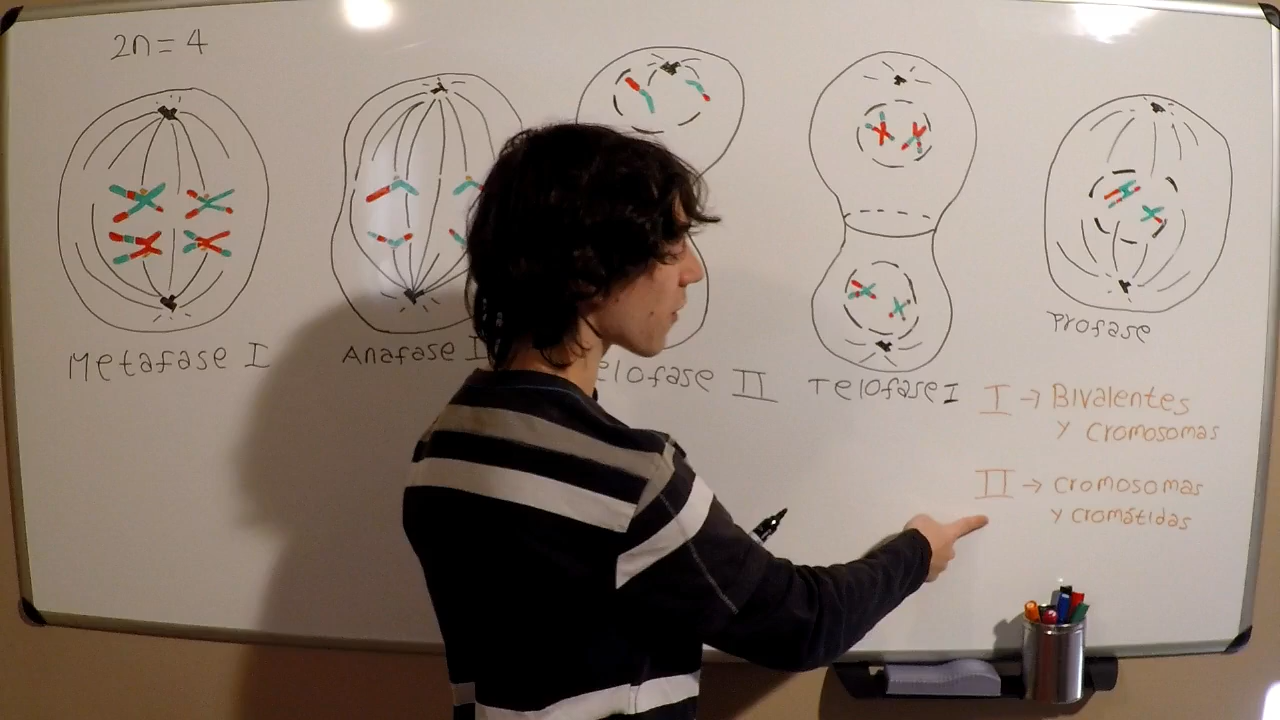 2n=4
Metafase I
Anafase I
elofase II
Telofase I
Profase
I → Bivalentes
y cromosomas
II → cromosomas
y cromátidas